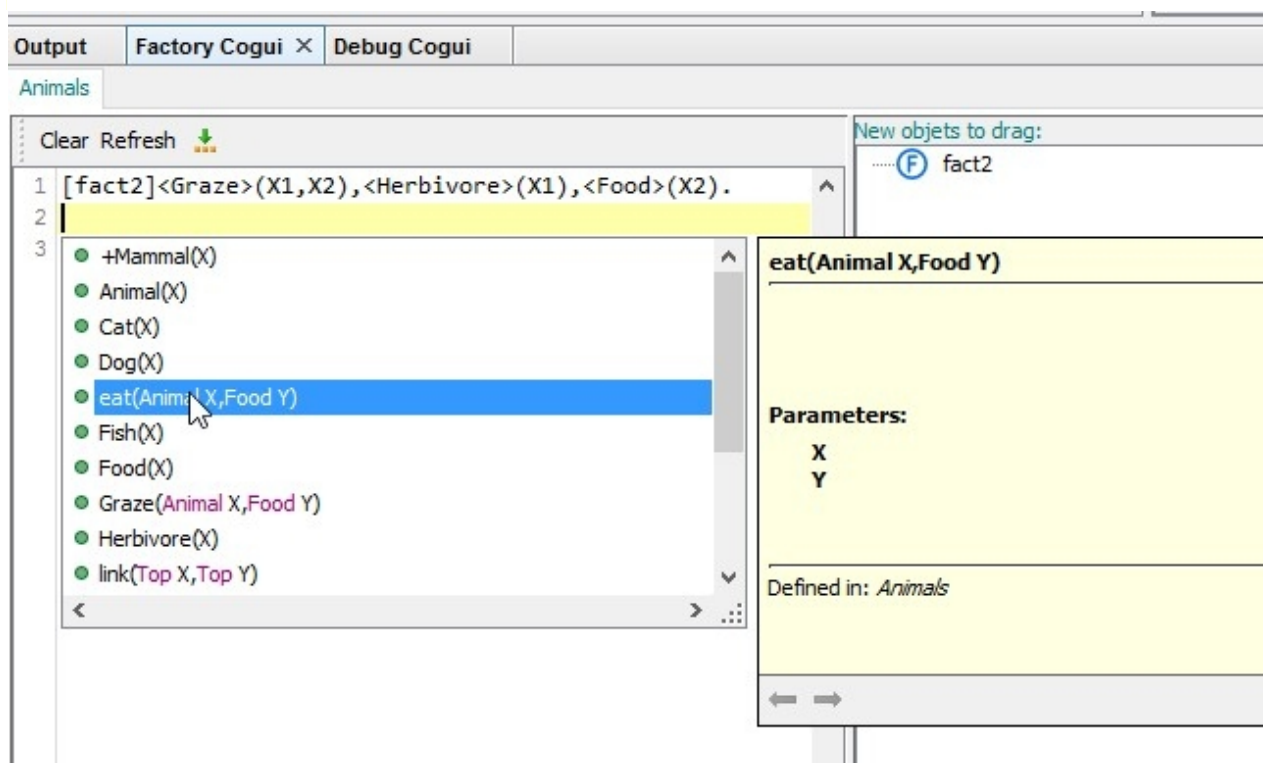 Output Factory Cogui × Debug Cogui
Animals
Clear Refresh
New objets to drag:
F fact2
1 [fact2]<Graze>(X1,X2),<Herbivore>(X1),<Food>(X2).
2
3
+Mammal(X)
Animal(X)
Cat(X)
Dog(X)
eat(Animal X,Food Y)
Fish(X)
Food(X)
Graze(Animal X,Food Y)
Herbivore(X)
link(Top X,Top Y)
eat(Animal X,Food Y)
Parameters:
X
Y
Defined in: Animals